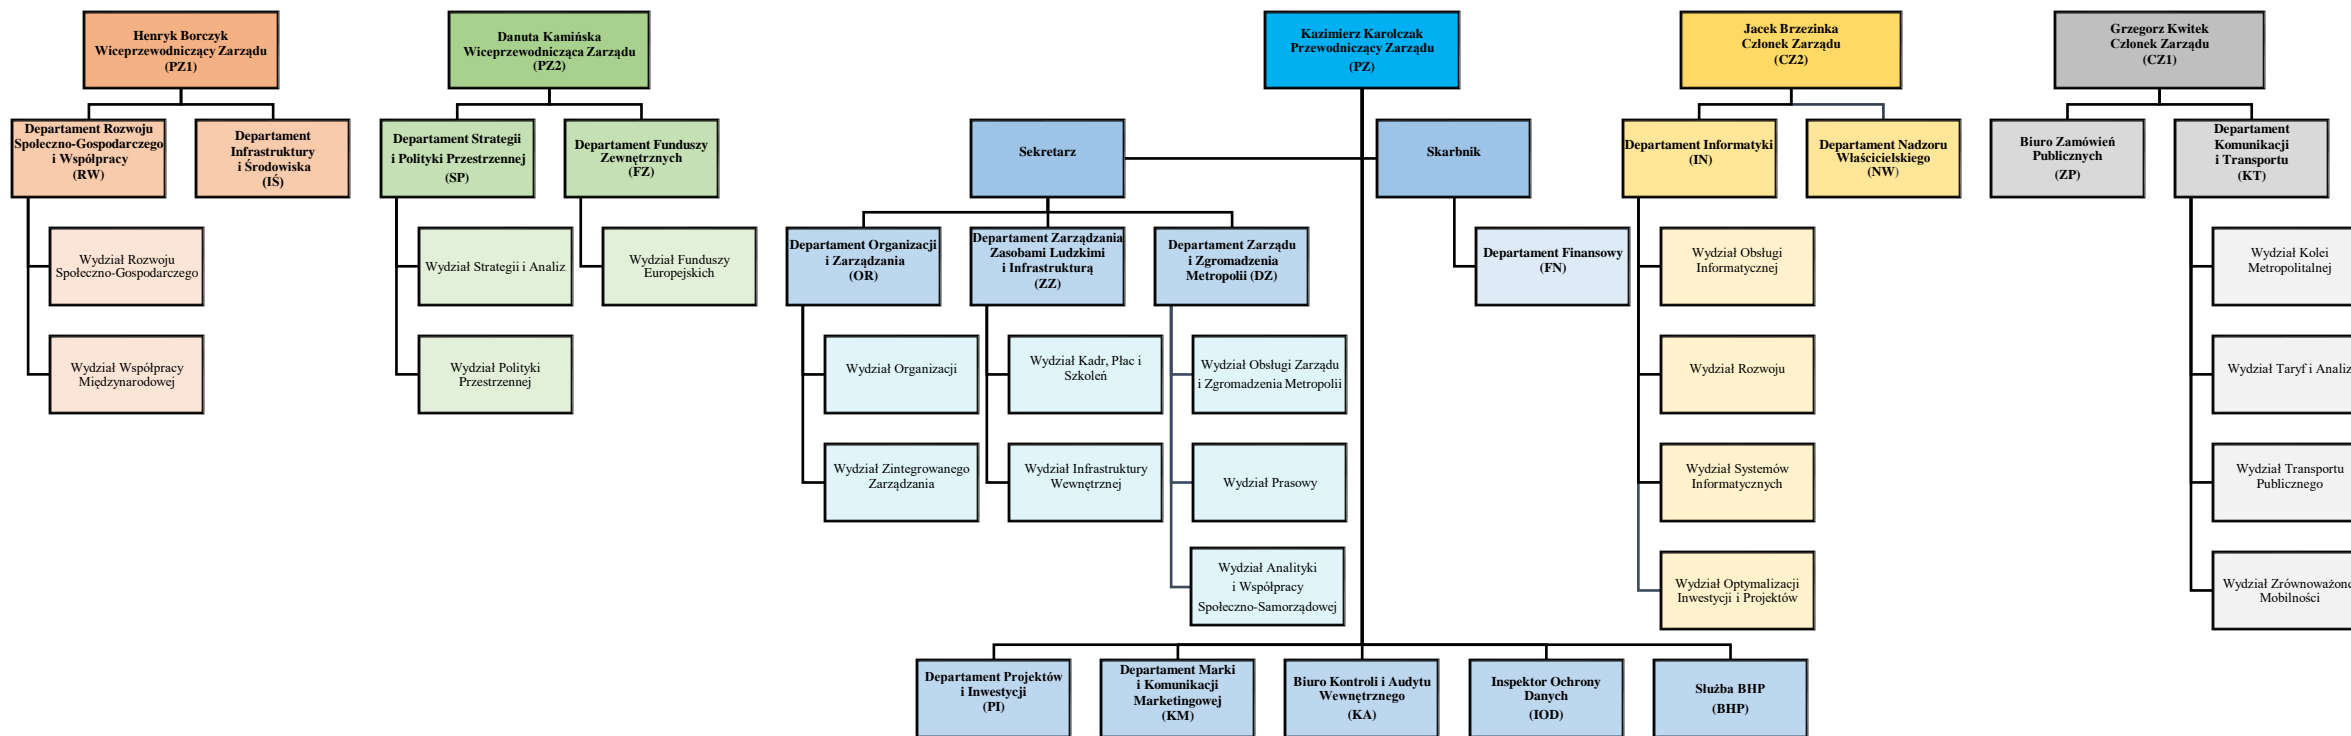 Henryk Borczyk
Wiceprzewodniczący Zarządu
(PZ1)
Danuta Kamińska
Wiceprzewodnicząca Zarządu
(PZ2)
Kazimierz Karolczak
Przewodniczący Zarządu
(PZ)
Jacek Brzezinka
Członek Zarządu
(CZ2)
Grzegorz Kwitek
Członek Zarządu
(CZ1)
Departament Rozwoju
Społeczno-Gospodarczego
i Współpracy
(RW)
Departament
Infrastruktury
i Środowiska
(IŚ)
Departament Strategii
i Polityki Przestrzennej
(SP)
Departament Funduszy
Zewnętrznych
(FZ)
Sekretarz
Skarbnik
Departament Informatyki
(IN)
Departament Nadzoru
Właścicielskiego
(NW)
Biuro Zamówień
Publicznych
(ZP)
Departament
Komunikacji
i Transportu
(KT)
Wydział Rozwoju
Społeczno-Gospodarczego
Wydział Strategii i Analiz
Wydział Funduszy
Europejskich
Departament Organizacji
i Zarządzania
(OR)
Departament Zarządzania
Zasobami Ludzkimi
i Infrastrukturą
(ZZ)
Departament Zarządu
i Zgromadzenia
Metropolii (DZ)
Departament Finansowy
(FN)
Wydział Obsługi
Informatycznej
Wydział Kolei
Metropolitalnej
Wydział Współpracy
Międzynarodowej
Wydział Polityki
Przestrzennej
Wydział Organizacji
Wydział Kadr, Płac i
Szkoleń
Wydział Obsługi Zarządu
i Zgromadzenia Metropolii
Wydział Rozwoju
Wydział Taryf i Analiz
Wydział Zintegrowanego
Zarządzania
Wydział Infrastruktury
Wewnętrznej
Wydział Prasowy
Wydział Systemów
Informatycznych
Wydział Transportu
Publicznego
Wydział Analityki
i Współpracy
Społeczno-Samorządowej
Wydział Optymalizacji
Inwestycji i Projektów
Wydział Zrównoważone
Mobilności
Departament Projektów
i Inwestycji
(PI)
Departament Marki
i Komunikacji
Marketingowej
(KM)
Biuro Kontroli i Audytu
Wewnętrznego
(KA)
Inspektor Ochrony
Danych
(IOD)
Służba BHP
(BHP)